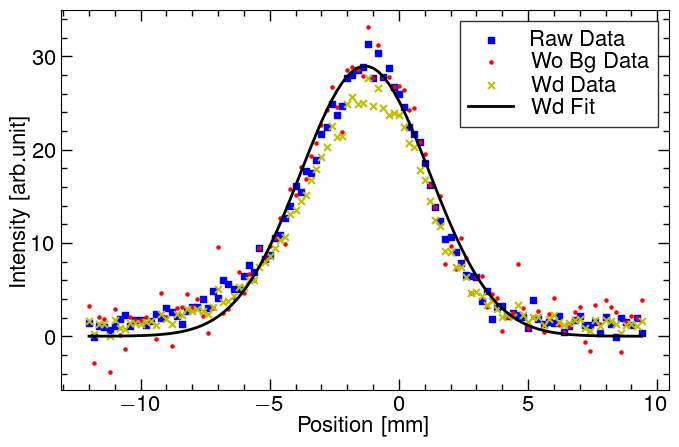 30
20
10
0
Intensity [arb.unit]
−10
−5
0
5
10
Position [mm]
Raw Data
Wo Bg Data
Wd Data
Wd Fit